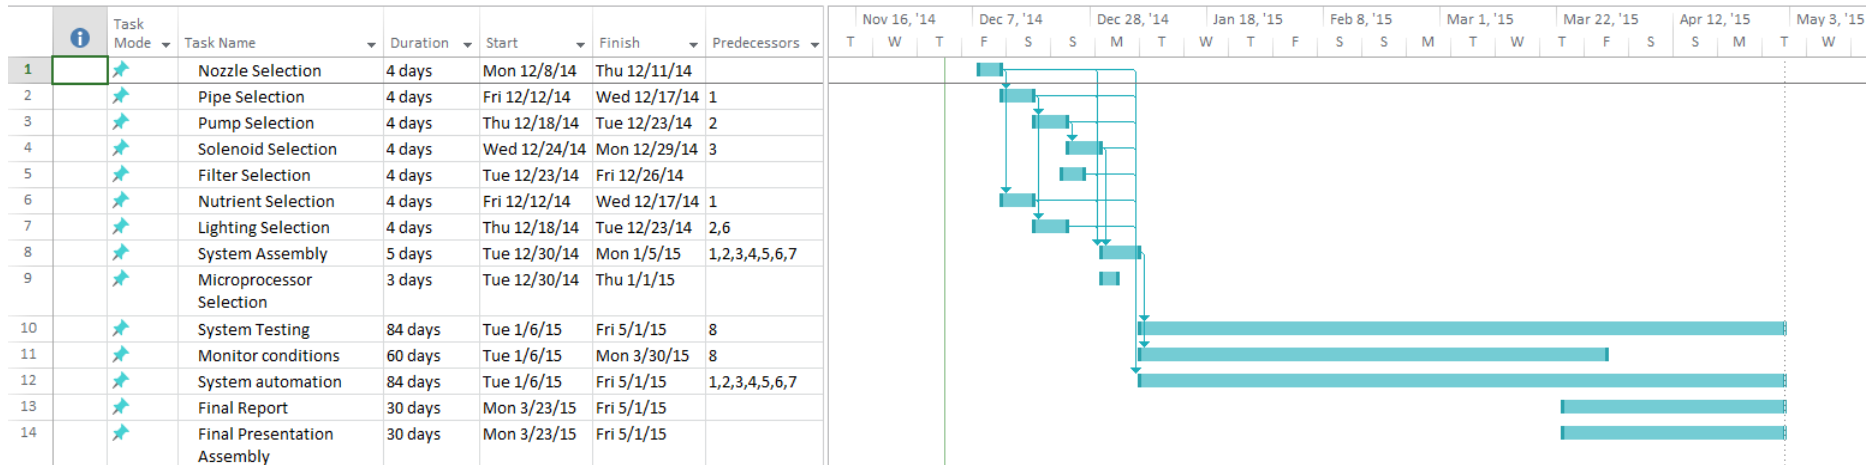 Task Mode Task Name Duration Start Finish Predecessors
Nov 16, '14 Dec 7, '14 Dec 28, '14 Jan 18, '15 Feb 8, '15 Mar 1, '15 Mar 22, '15 Apr 12, '15 May 3, '15
T W T F S S M T W T F S S M T W T F S S M T W
1 Nozzle Selection 4 days Mon 12/8/14 Thu 12/11/14
2 Pipe Selection 4 days Fri 12/12/14 Wed 12/17/14 1
3 Pump Selection 4 days Thu 12/18/14 Tue 12/23/14 2
4 Solenoid Selection 4 days Wed 12/24/14 Mon 12/29/14 3
5 Filter Selection 4 days Tue 12/23/14 Fri 12/26/14
6 Nutrient Selection 4 days Fri 12/12/14 Wed 12/17/14 1
7 Lighting Selection 4 days Thu 12/18/14 Tue 12/23/14 2,6
8 System Assembly 5 days Tue 12/30/14 Mon 1/5/15 1,2,3,4,5,6,7
9 Microprocessor Selection 3 days Tue 12/30/14 Thu 1/1/15
10 System Testing 84 days Tue 1/6/15 Fri 5/1/15 8
11 Monitor conditions 60 days Tue 1/6/15 Mon 3/30/15 8
12 System automation 84 days Tue 1/6/15 Fri 5/1/15 1,2,3,4,5,6,7
13 Final Report 30 days Mon 3/23/15 Fri 5/1/15
14 Final Presentation Assembly 30 days Mon 3/23/15 Fri 5/1/15